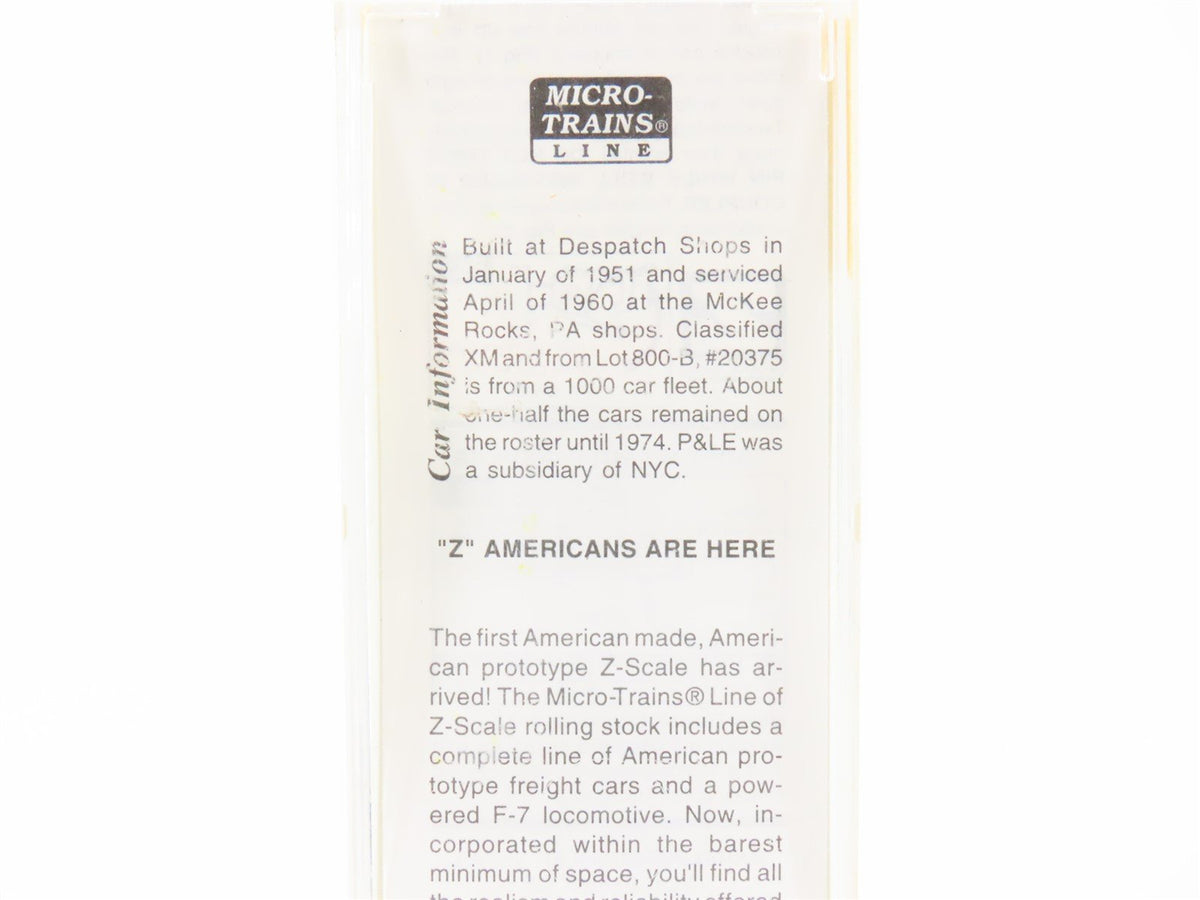 MICRO-
TRAINS®
LINE
Car Information
Built at Despatch Shops in
January of 1951 and serviced
April of 1960 at the McKee
Rocks, PA shops. Classified
XM and from Lot 800-B, #20375
is from a 1000 car fleet. About
one-half the cars remained on
the roster until 1974. P&LE was
a subsidiary of NYC.
"Z" AMERICANS ARE HERE
The first American made, Ameri-
can prototype Z-Scale has ar-
rived! The Micro-Trains® Line of
Z-Scale rolling stock includes a
complete line of American pro-
totype freight cars and a pow-
ered F-7 locomotive. Now, in-
corporated within the barest
minimum of space, you'll find all
the realism and reliability offered